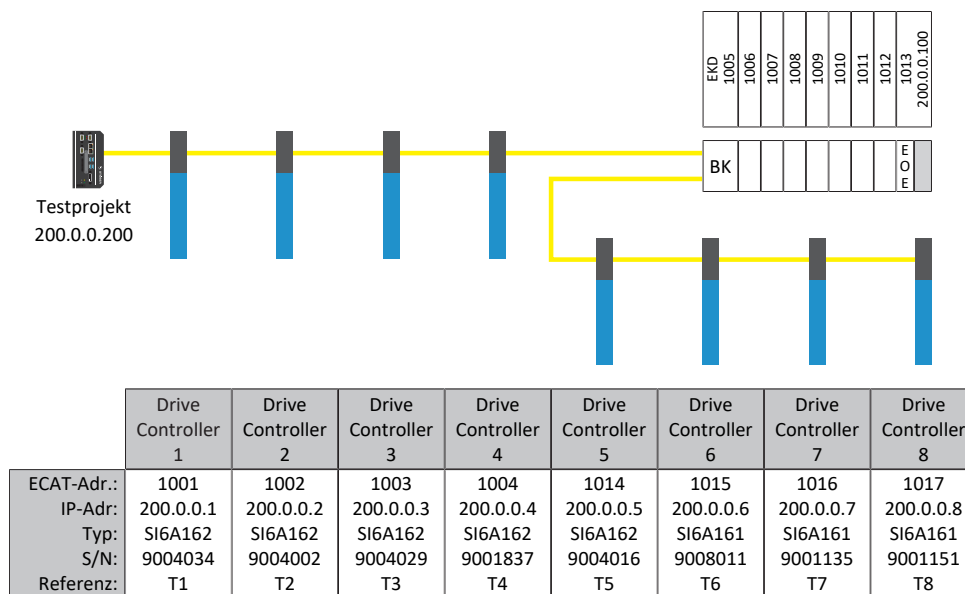 EKD
1005
1006
1007
1008
1009
1010
1011
1012
1013
200.0.0.100
BK
E
O
E
Testprojekt
200.0.0.200
Drive Controller 1 Drive Controller 2 Drive Controller 3 Drive Controller 4 Drive Controller 5 Drive Controller 6 Drive Controller 7 Drive Controller 8
ECAT-Adr.: 1001 1002 1003 1004 1014 1015 1016 1017
IP-Adr: 200.0.0.1 200.0.0.2 200.0.0.3 200.0.0.4 200.0.0.5 200.0.0.6 200.0.0.7 200.0.0.8
Typ: SI6A162 SI6A162 SI6A162 SI6A162 SI6A162 SI6A161 SI6A161 SI6A161
S/N: 9004034 9004002 9004029 9001837 9004016 9008011 9001135 9001151
Referenz: T1 T2 T3 T4 T5 T6 T7 T8